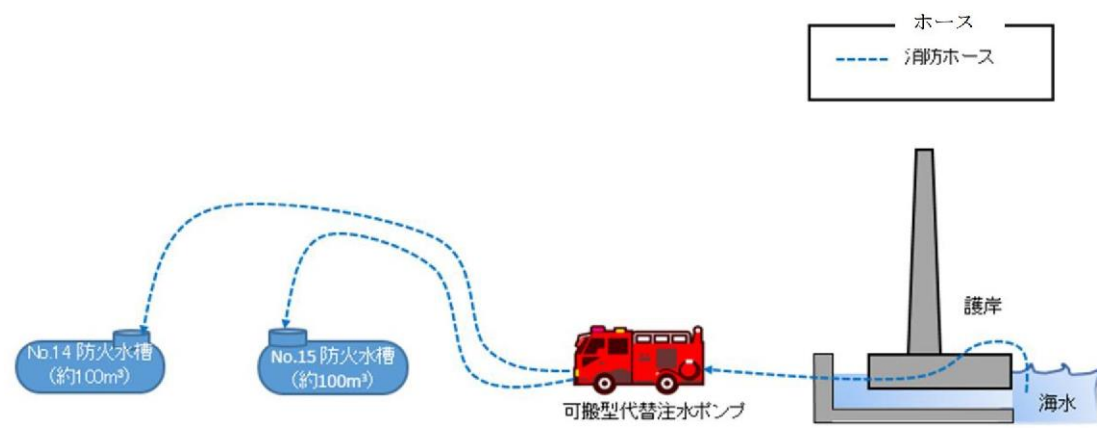 ホース
消防ホース
護岸
No.14 防火水槽
（約100m³）
No.15 防火水槽
（約100m³）
可搬型代替注水ポンプ
海水